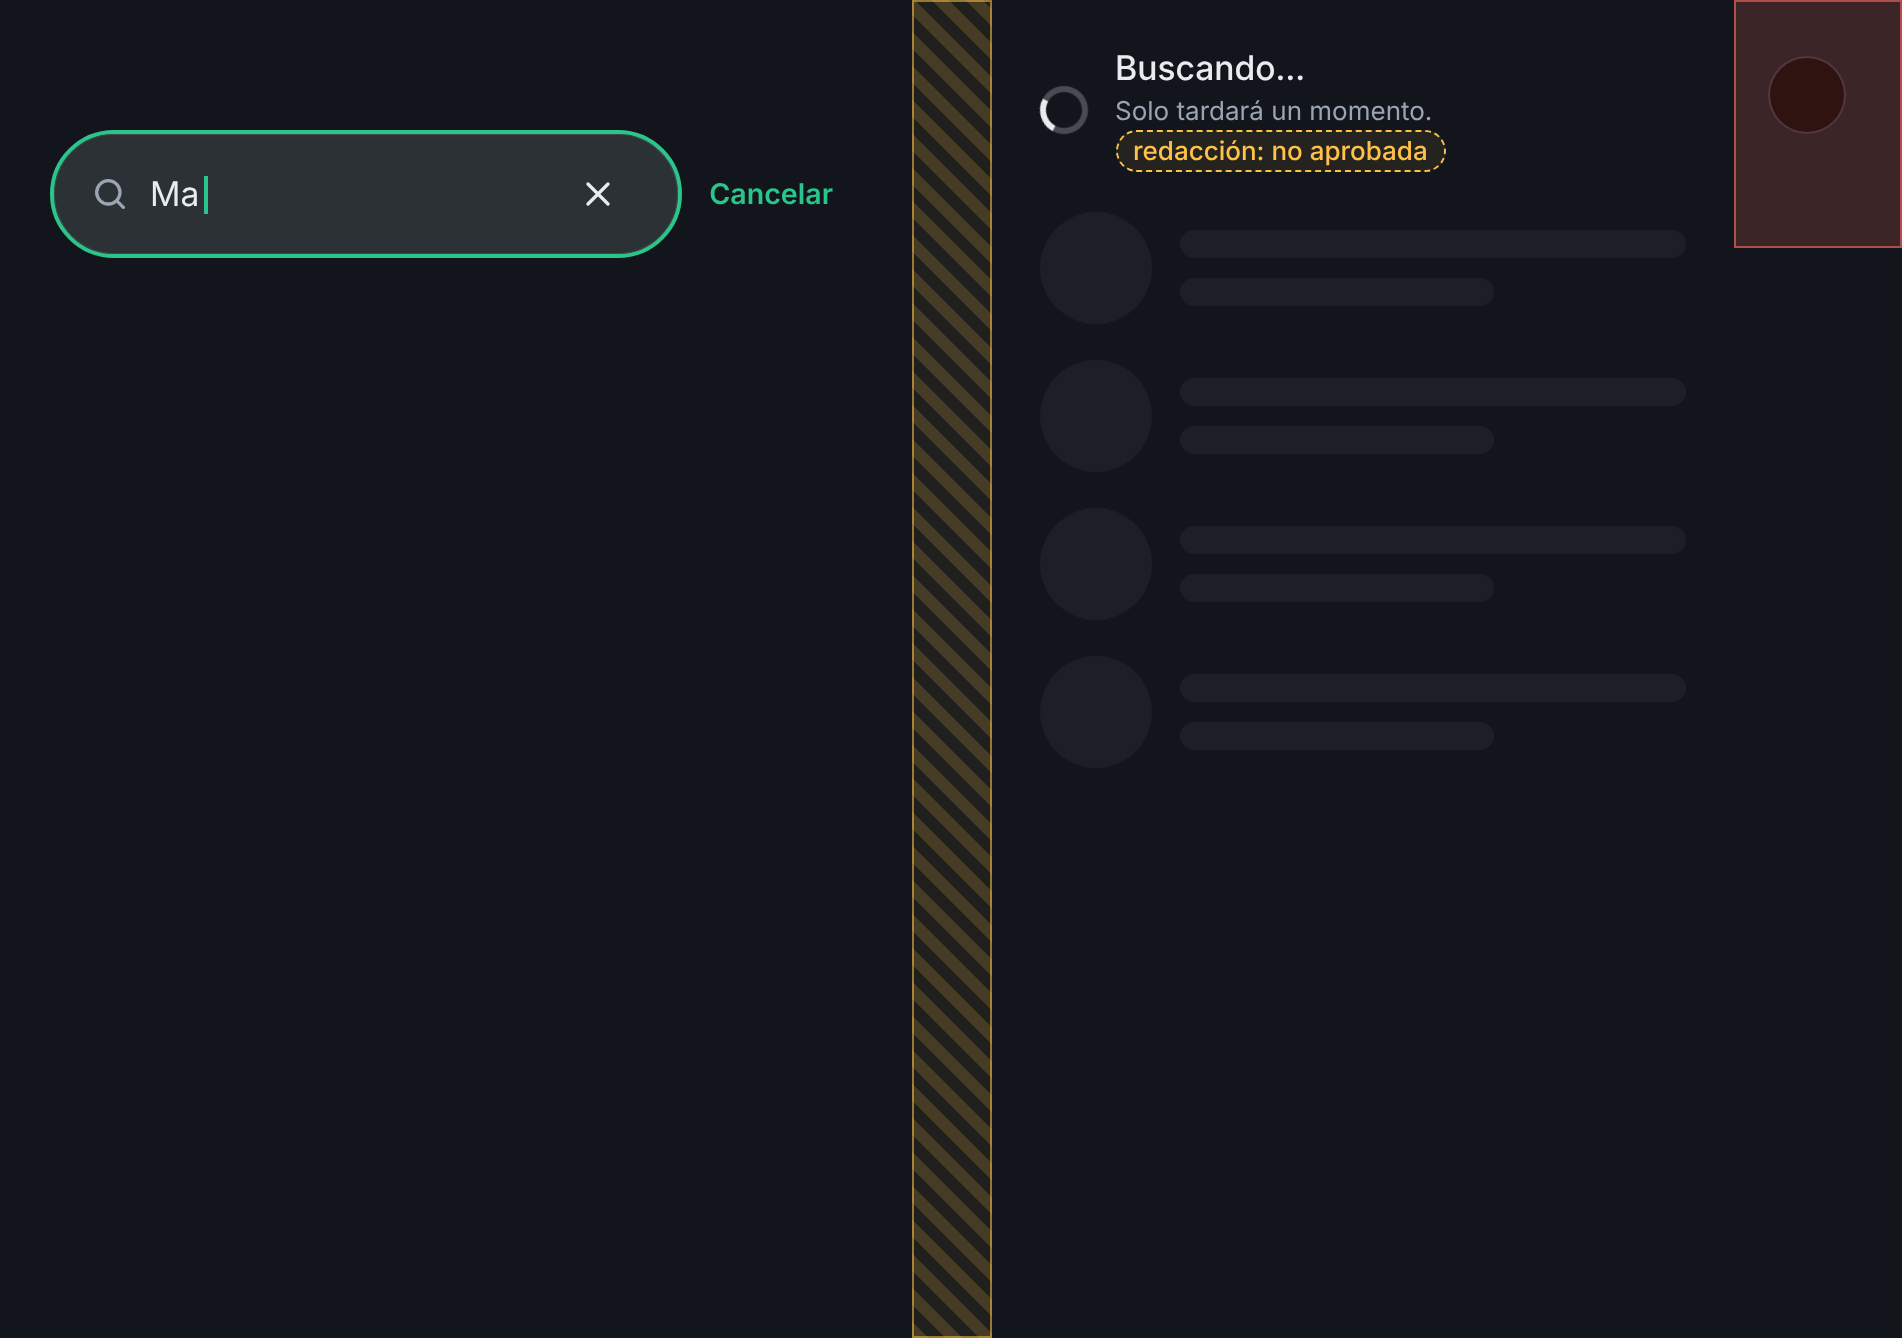 Ma
Cancelar
Buscando...
Solo tardará un momento.
redacción: no aprobada